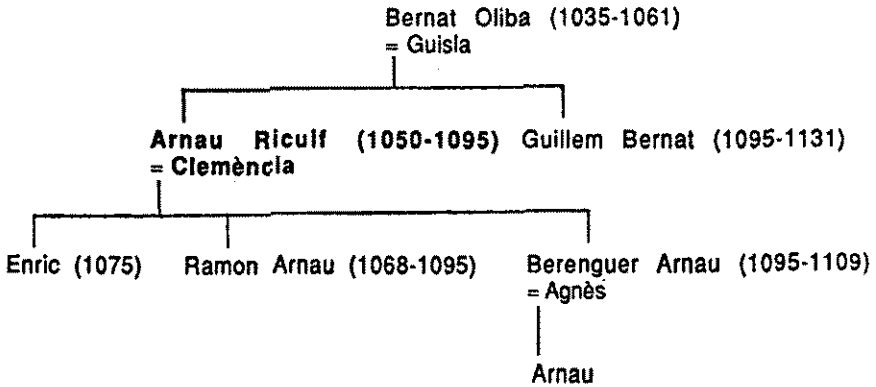 Bernat Oliba (1035-1061)
= Guisla
Arnau Riculf (1050-1095) Guillem Bernat (1095-1131)
= Clemència
Enric (1075) Ramon Arnau (1068-1095) Berenguer Arnau (1095-1109)
= Agnès
Arnau